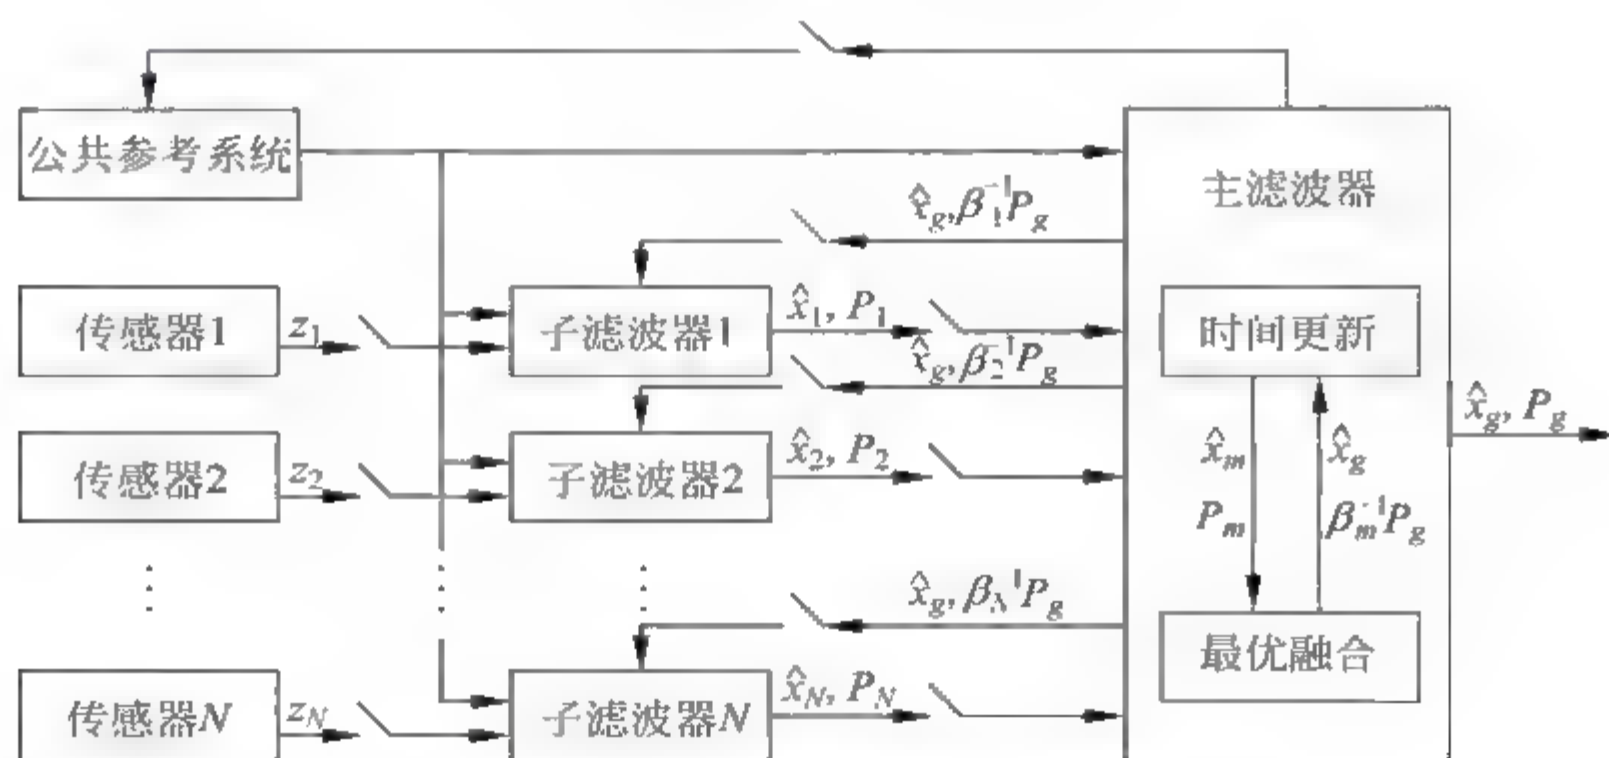 公共参考系统
主滤波器
x̂g, β₁⁻¹Pg
传感器1
z₁
子滤波器1
x̂₁, P₁
时间更新
x̂g, β₂⁻¹Pg
x̂g, Pg
传感器2
z₂
子滤波器2
x̂₂, P₂
x̂m
x̂g
Pm
βm⁻¹Pg
x̂g, βN⁻¹Pg
最优融合
传感器N
zN
子滤波器N
x̂N, PN